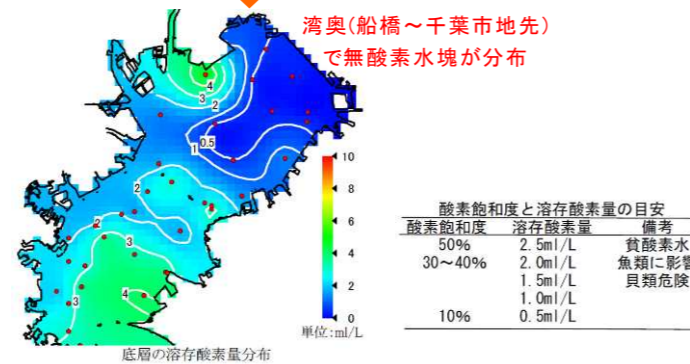 湾奥(船橋～千葉市地先)
で無酸素水塊が分布
4
3
2
1
0.5
2
2
3
3
4
10
8
6
4
2
0
単位:ml/L
底層の溶存酸素量分布
酸素飽和度と溶存酸素量の目安
酸素飽和度 溶存酸素量 備考
50% 2.5ml/L 貧酸素水
30～40% 2.0ml/L 魚類に影響
1.5ml/L 貝類危険
1.0ml/L
10% 0.5ml/L